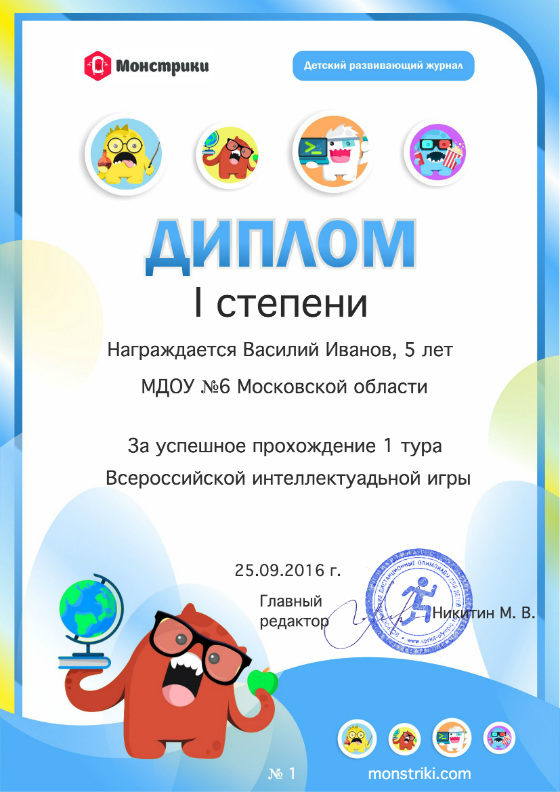 Монстрики
Детский развивающий журнал
ДИПЛОМ
I степени
Награждается Василий Иванов, 5 лет
МДОУ №6 Московской области
За успешное прохождение 1 тура
Всероссийской интеллектуадьной игры
25.09.2016 г.
Главный
редактор
Никитин М. В.
№ 1
monstriki.com